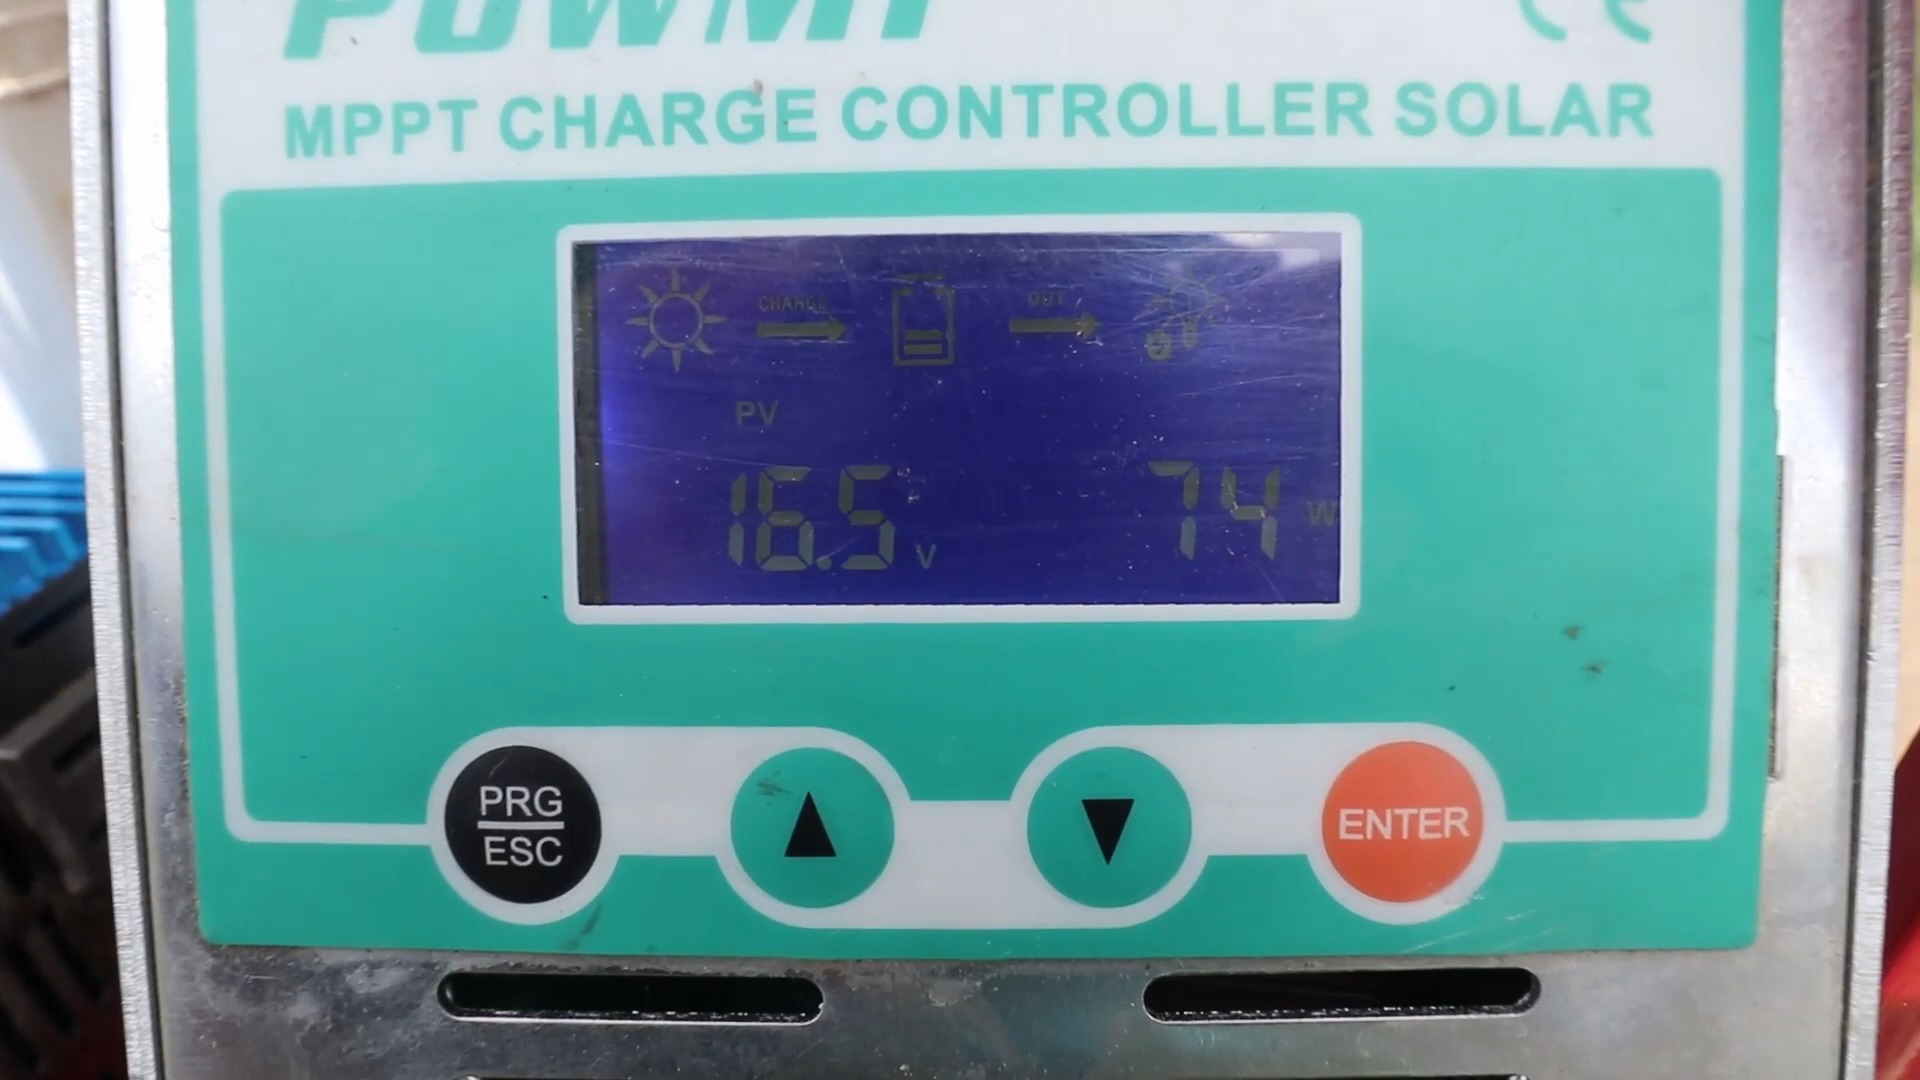 MPPT CHARGE CONTROLLER SOLAR
CHARGE
OUT
PV
16.5 V
74 W
PRG
ESC
ENTER